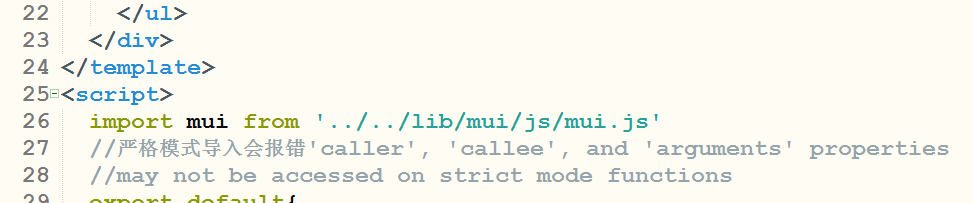 22 </ul>
23 </div>
24 </template>
25 <script>
26 import mui from '../../lib/mui/js/mui.js'
27 //严格模式导入会报错'caller', 'callee', and 'arguments' properties
28 //may not be accessed on strict mode functions
29 export default{